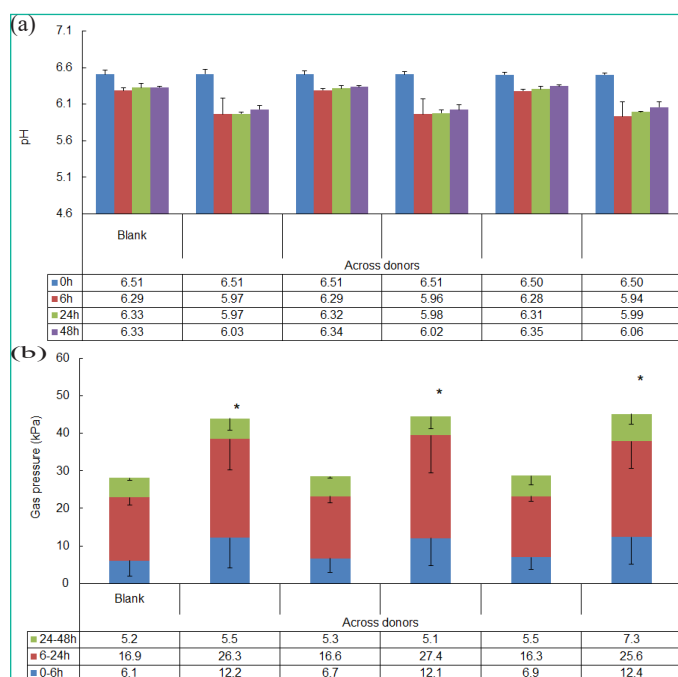 (a)
7.1
6.6
6.1
5.6
5.1
4.6
pH
Blank
Across donors
0h 6.51 6.51 6.51 6.51 6.50 6.50
6h 6.29 5.97 6.29 5.96 6.28 5.94
24h 6.33 5.97 6.32 5.98 6.31 5.99
48h 6.33 6.03 6.34 6.02 6.35 6.06
(b)
60
50
40
30
20
10
0
Gas pressure (kPa)
* * *
Blank
Across donors
24-48h 5.2 5.5 5.3 5.1 5.5 7.3
6-24h 16.9 26.3 16.6 27.4 16.3 25.6
0-6h 6.1 12.2 6.7 12.1 6.9 12.4